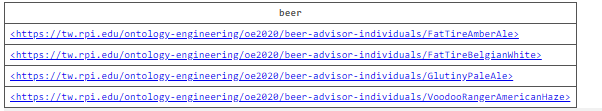 beer
<https://tw.rpi.edu/ontology-engineering/oe2020/beer-advisor-individuals/FatTireAmberAle>
<https://tw.rpi.edu/ontology-engineering/oe2020/beer-advisor-individuals/FatTireBelgianWhite>
<https://tw.rpi.edu/ontology-engineering/oe2020/beer-advisor-individuals/GlutinyPaleAle>
<https://tw.rpi.edu/ontology-engineering/oe2020/beer-advisor-individuals/VoodooRangerAmericanHaze>